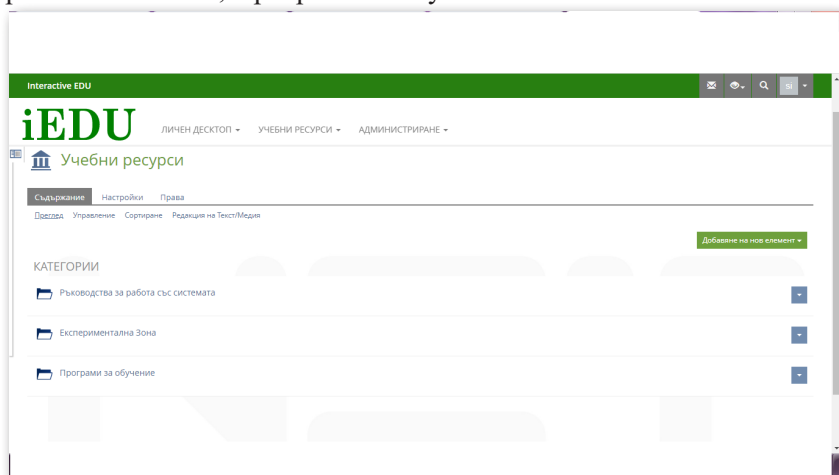 Interactive EDU
si
iEDU
ЛИЧЕН ДЕСКТОП УЧЕБНИ РЕСУРСИ АДМИНИСТРИРАНЕ
Учебни ресурси
Съдържание Настройки Права
Преглед Управление Сортиране Редакция на Текст/Медия
Добавяне на нов елемент
КАТЕГОРИИ
Ръководства за работа със системата
Експериментална Зона
Програми за обучение